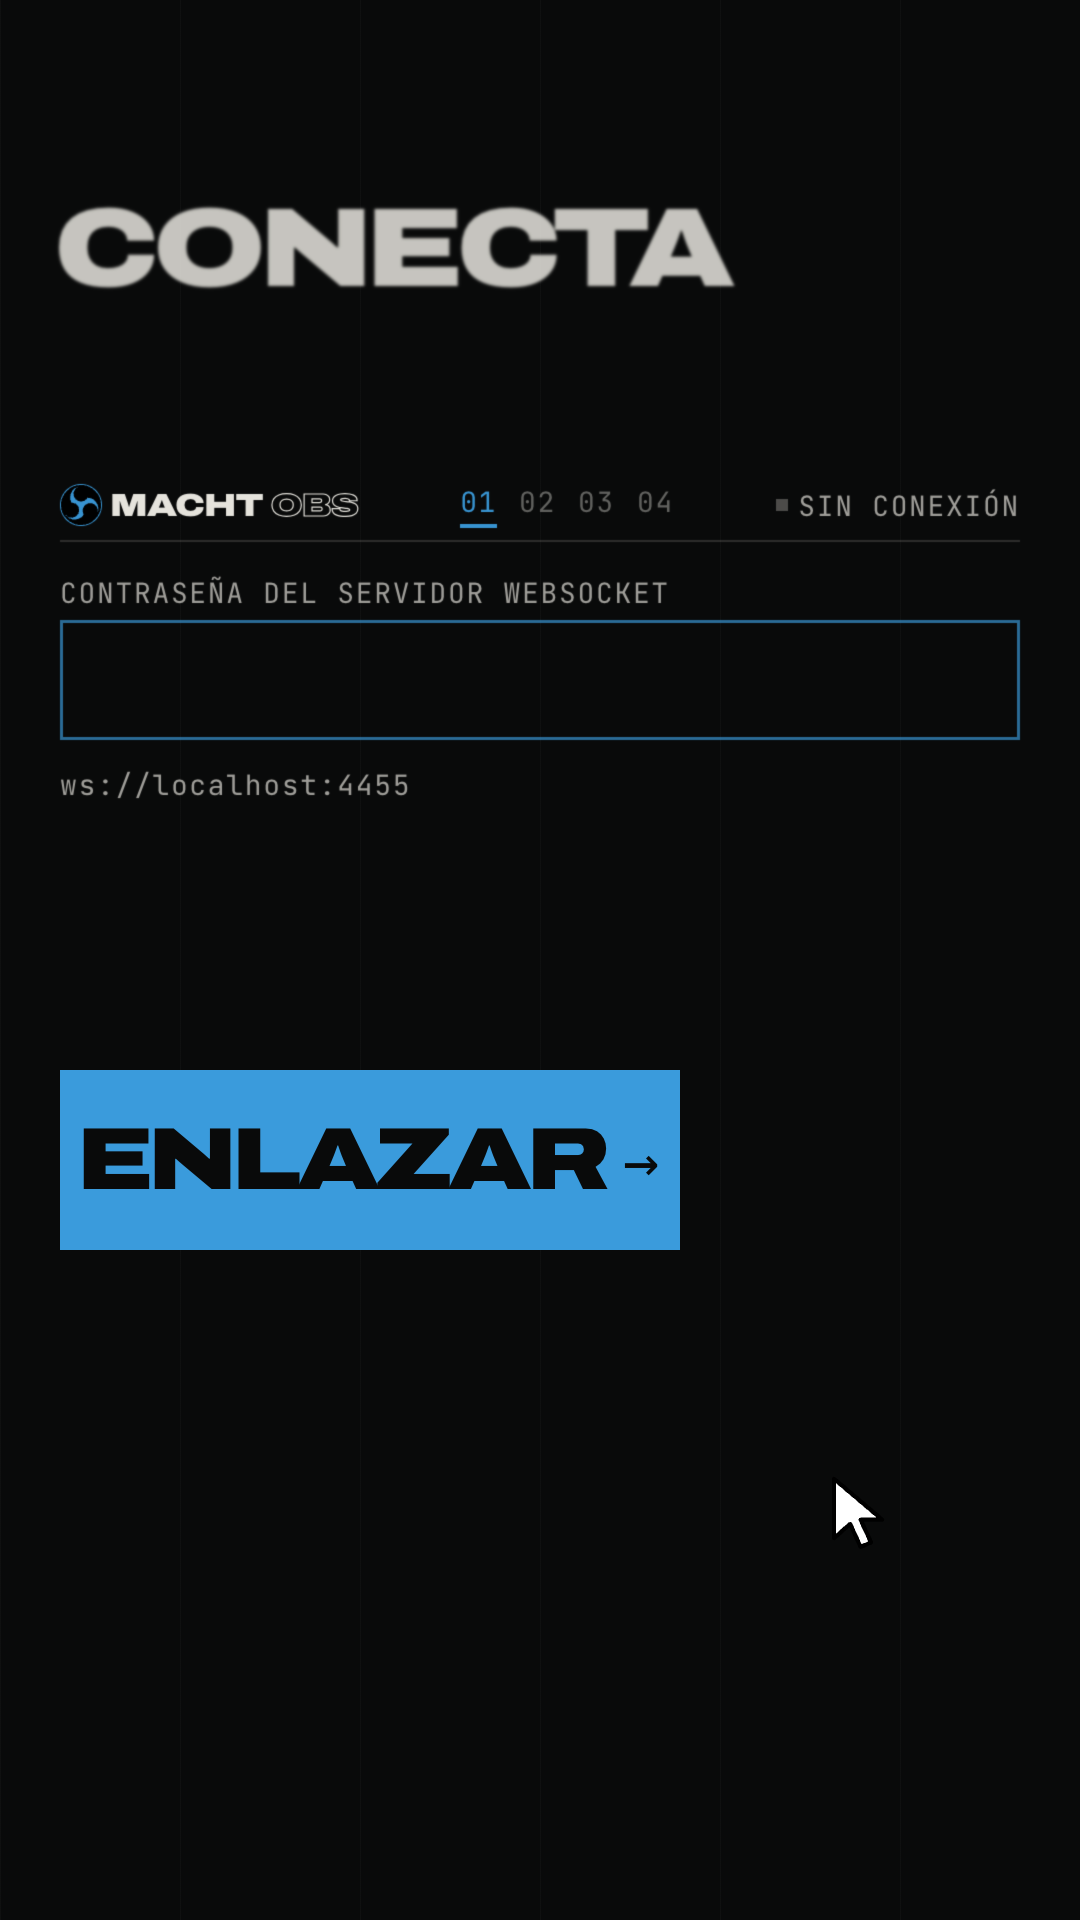 CONECTA
MACHT OBS 01 02 03 04 SIN CONEXIÓN
CONTRASEÑA DEL SERVIDOR WEBSOCKET
ws://localhost:4455
ENLAZAR →